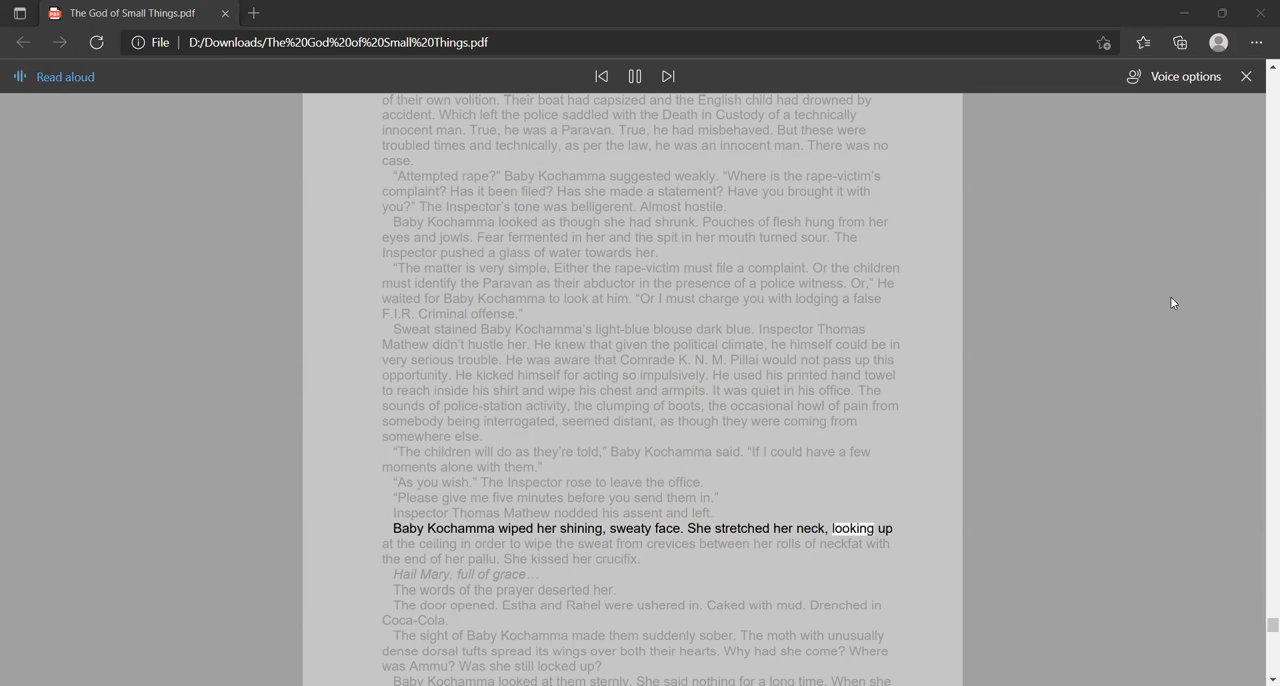 The God of Small Things.pdf
File D:/Downloads/The%20God%20of%20Small%20Things.pdf
Read aloud
Voice options
of their own volition. Their boat had capsized and the English child had drowned by
accident. Which left the police saddled with the Death in Custody of a technically
innocent man. True, he was a Paravan. True, he had misbehaved. But these were
troubled times and technically, as per the law, he was an innocent man. There was no
case.
“Attempted rape?” Baby Kochamma suggested weakly. “Where is the rape-victim’s
complaint? Has it been filed? Has she made a statement? Have you brought it with
you?” The Inspector’s tone was belligerent. Almost hostile.
Baby Kochamma looked as though she had shrunk. Pouches of flesh hung from her
eyes and jowls. Fear fermented in her and the spit in her mouth turned sour. The
Inspector pushed a glass of water towards her.
“The matter is very simple. Either the rape-victim must file a complaint. Or the children
must identify the Paravan as their abductor in the presence of a police witness. Or,” He
waited for Baby Kochamma to look at him. “Or I must charge you with lodging a false
F.I.R. Criminal offense.”
Sweat stained Baby Kochamma’s light-blue blouse dark blue. Inspector Thomas
Mathew didn’t hustle her. He knew that given the political climate, he himself could be in
very serious trouble. He was aware that Comrade K. N. M. Pillai would not pass up this
opportunity. He kicked himself for acting so impulsively. He used his printed hand towel
to reach inside his shirt and wipe his chest and armpits. It was quiet in his office. The
sounds of police-station activity, the clumping of boots, the occasional howl of pain from
somebody being interrogated, seemed distant, as though they were coming from
somewhere else.
“The children will do as they’re told,” Baby Kochamma said. “If I could have a few
moments alone with them.”
“As you wish.” The Inspector rose to leave the office.
“Please give me five minutes before you send them in.”
Inspector Thomas Mathew nodded his assent and left.
Baby Kochamma wiped her shining, sweaty face. She stretched her neck, looking up
at the ceiling in order to wipe the sweat from crevices between her rolls of neckfat with
the end of her pallu. She kissed her crucifix.
Hail Mary, full of grace…
The words of the prayer deserted her.
The door opened. Estha and Rahel were ushered in. Caked with mud. Drenched in
Coca-Cola.
The sight of Baby Kochamma made them suddenly sober. The moth with unusually
dense dorsal tufts spread its wings over both their hearts. Why had she come? Where
was Ammu? Was she still locked up?
Baby Kochamma looked at them sternly. She said nothing for a long time. When she